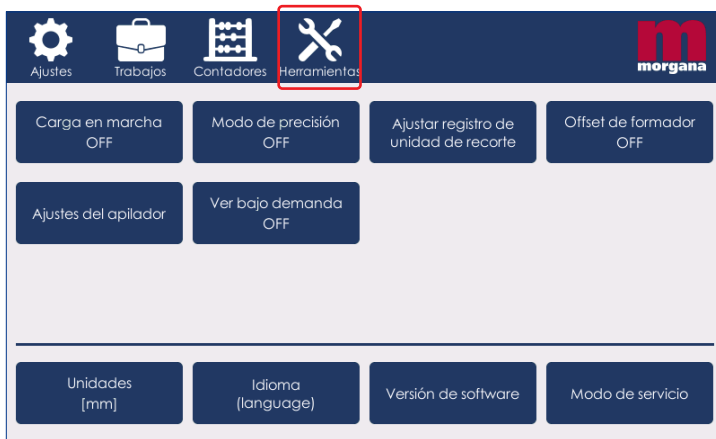 Ajustes
Trabajos
Contadores
Herramientas
morgana
Carga en marcha
OFF
Modo de precisión
OFF
Ajustar registro de
unidad de recorte
Offset de formador
OFF
Ajustes del apilador
Ver bajo demanda
OFF
Unidades
[mm]
Idioma
(language)
Versión de software
Modo de servicio